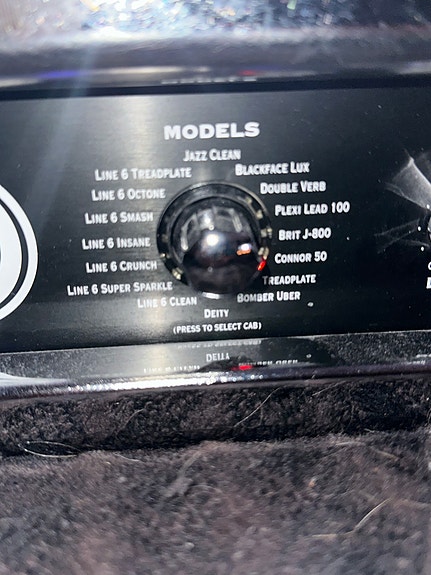 MODELS
JAZZ CLEAN
BLACKFACE LUX
DOUBLE VERB
PLEXI LEAD 100
BRIT J-800
CONNOR 50
TREADPLATE
BOMBER UBER
DEITY
(PRESS TO SELECT CAB)
LINE 6 CLEAN
LINE 6 SUPER SPARKLE
LINE 6 CRUNCH
LINE 6 INSANE
LINE 6 SMASH
LINE 6 OCTONE
LINE 6 TREADPLATE